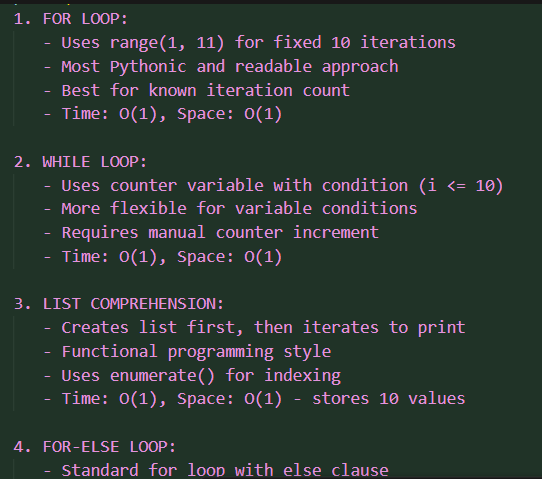 1. FOR LOOP:
- Uses range(1, 11) for fixed 10 iterations
- Most Pythonic and readable approach
- Best for known iteration count
- Time: O(1), Space: O(1)
2. WHILE LOOP:
- Uses counter variable with condition (i <= 10)
- More flexible for variable conditions
- Requires manual counter increment
- Time: O(1), Space: O(1)
3. LIST COMPREHENSION:
- Creates list first, then iterates to print
- Functional programming style
- Uses enumerate() for indexing
- Time: O(1), Space: O(1) - stores 10 values
4. FOR-ELSE LOOP:
- Standard for loop with else clause